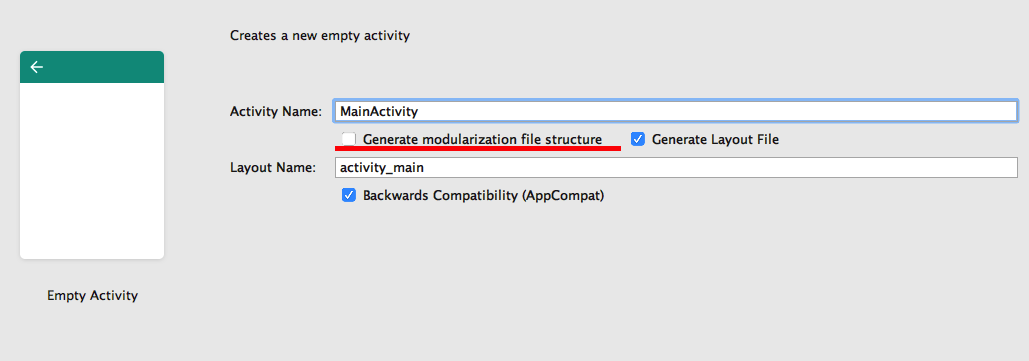 Creates a new empty activity
Activity Name: MainActivity
Generate modularization file structure Generate Layout File
Layout Name: activity_main
Backwards Compatibility (AppCompat)
Empty Activity